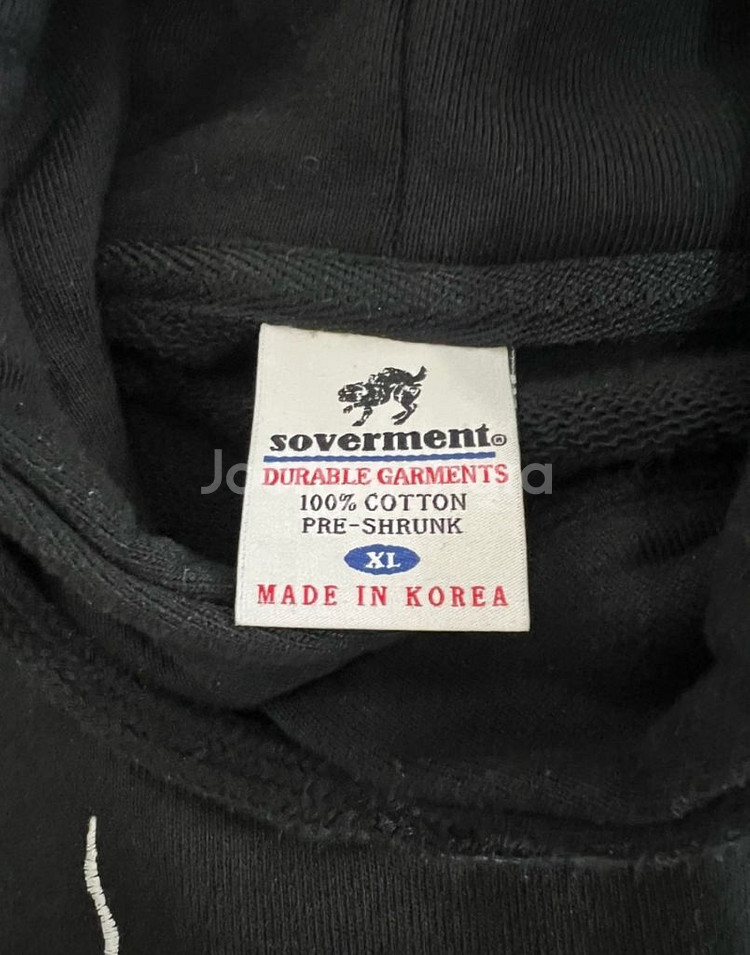 soverment®
DURABLE GARMENTS
100% COTTON
PRE-SHRUNK
XL
MADE IN KOREA